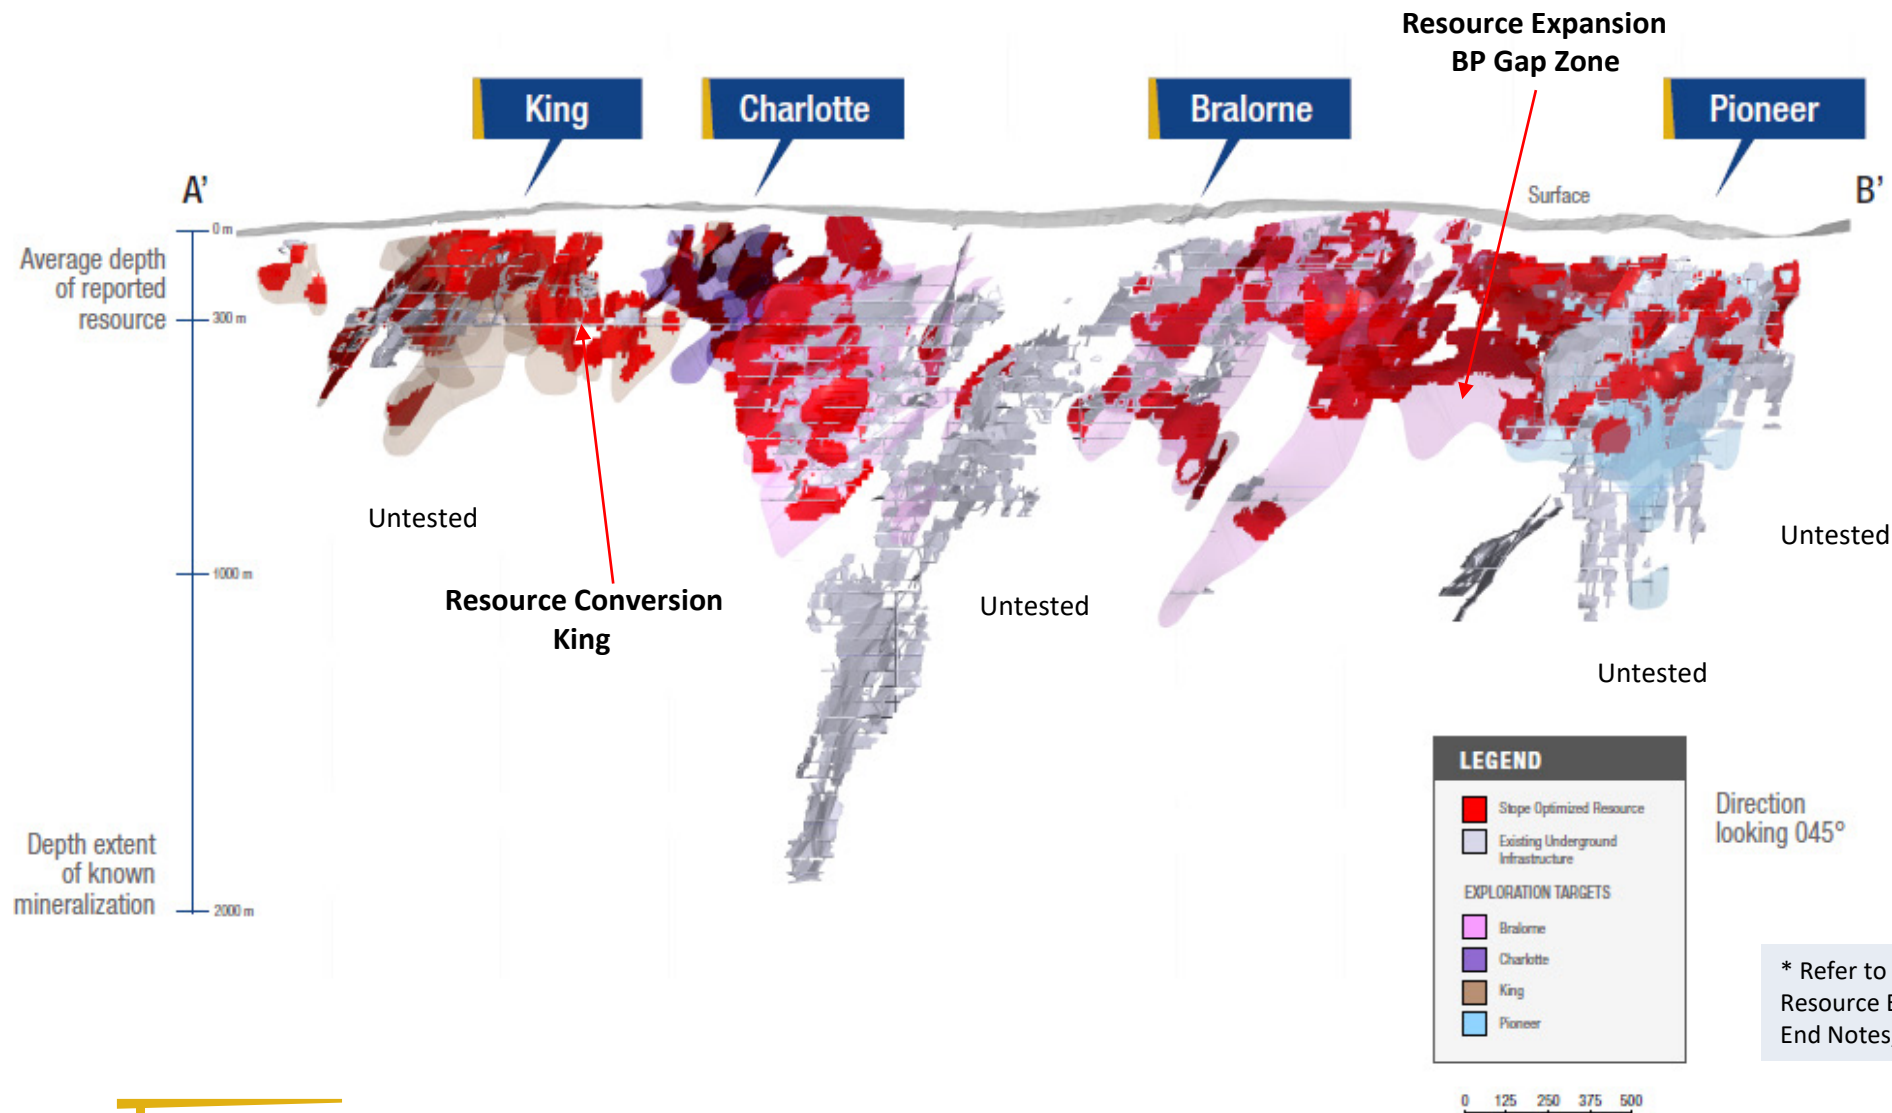 Resource Expansion
BP Gap Zone
King
Charlotte
Bralorne
Pioneer
A’
B’
Surface
0 m
Average depth
of reported
resource
300 m
Untested
Untested
1000 m
Resource Conversion
King
Untested
Untested
LEGEND
Stope Optimized Resource
Existing Underground
Infrastructure
EXPLORATION TARGETS
Bralorne
Charlotte
King
Pioneer
Direction
looking 045°
Depth extent
of known
mineralization
2000 m
* Refer to
Resource
End Notes,
0 125 250 375 500